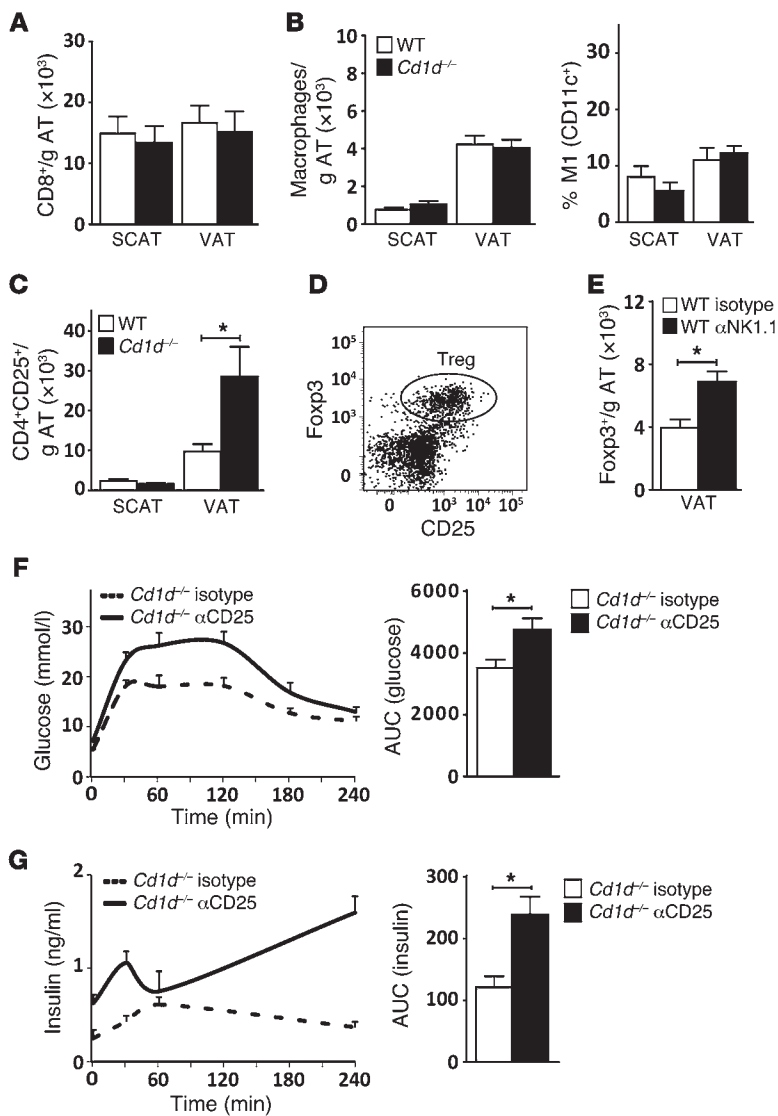 A
CD8⁺/g AT (×10³)
30
20
10
0
SCAT VAT
B
Macrophages/
g AT (×10³)
10
8
6
4
2
0
WT
Cd1d⁻/⁻
SCAT VAT
% M1 (CD11c⁺)
30
20
10
0
SCAT VAT
C
CD4⁺CD25⁺/
g AT (×10³)
40
30
20
10
0
WT
Cd1d⁻/⁻
*
SCAT VAT
D
Foxp3
10⁵
10⁴
10³
0
Treg
0 10³ 10⁴ 10⁵
CD25
E
Foxp3⁺/g AT (×10³)
12
8
4
0
WT isotype
WT αNK1.1
*
VAT
F
Cd1d⁻/⁻ isotype
Cd1d⁻/⁻ αCD25
Glucose (mmol/l)
30
20
10
0
0 60 120 180 240
Time (min)
AUC (glucose)
6000
4000
2000
0
*
Cd1d⁻/⁻ isotype
Cd1d⁻/⁻ αCD25
G
Cd1d⁻/⁻ isotype
Cd1d⁻/⁻ αCD25
Insulin (ng/ml)
2
1
0
0 60 120 180 240
Time (min)
AUC (insulin)
300
200
100
0
*
Cd1d⁻/⁻ isotype
Cd1d⁻/⁻ αCD25